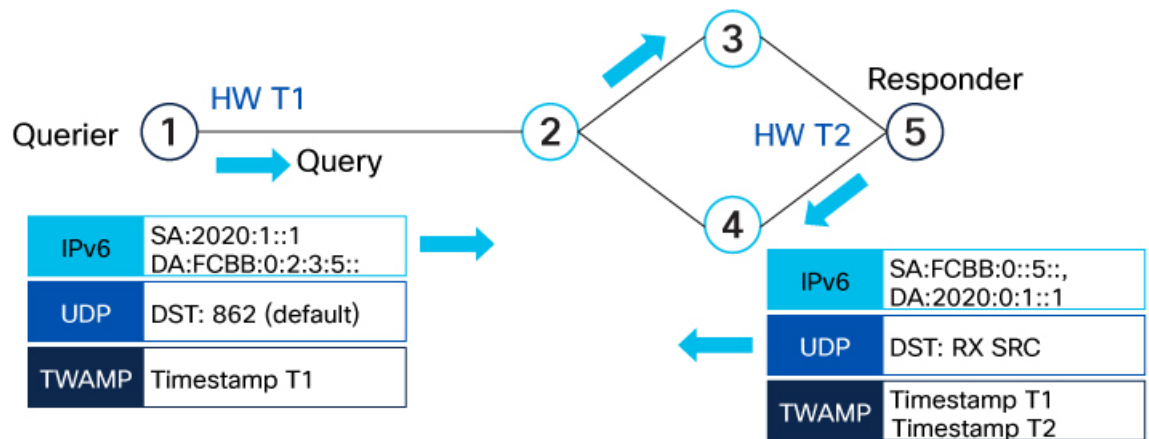 HW T1
Querier
1
Query
2
3
4
5
Responder
HW T2
IPv6
SA:2020:1::1
DA:FCBB:0:2:3:5::
UDP
DST: 862 (default)
TWAMP
Timestamp T1
IPv6
SA:FCBB:0::5::,
DA:2020:0:1::1
UDP
DST: RX SRC
TWAMP
Timestamp T1
Timestamp T2